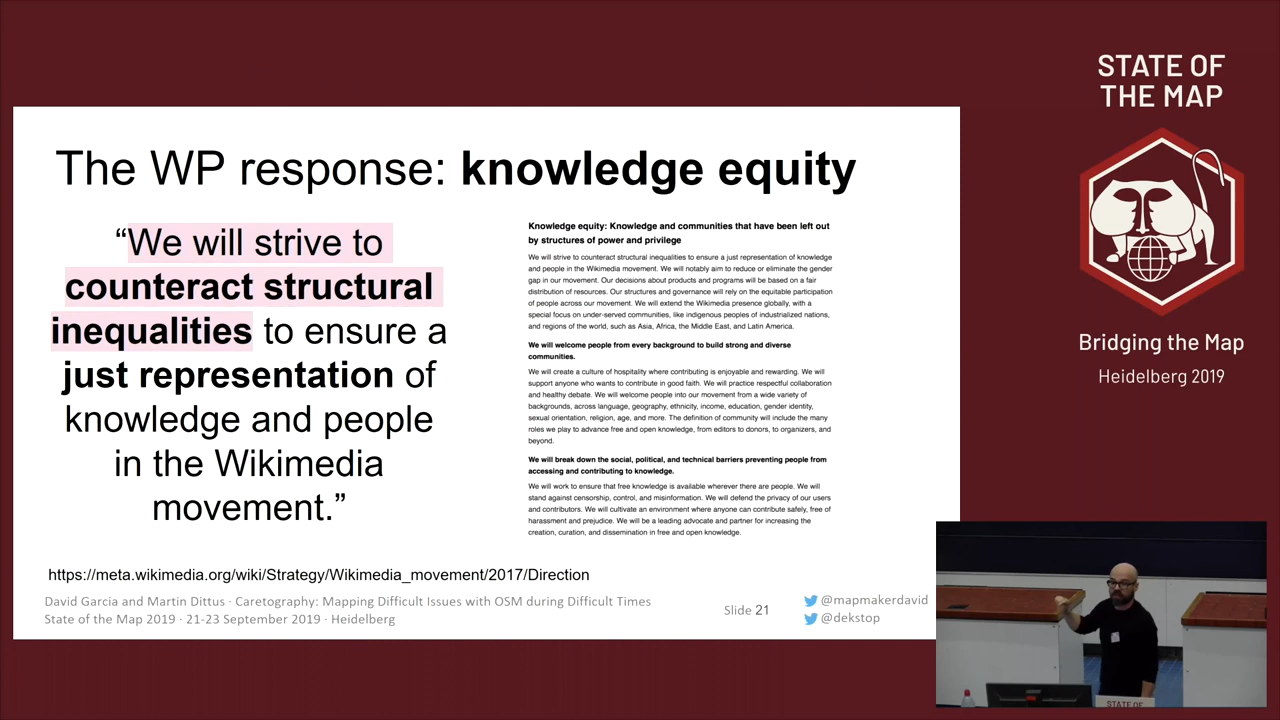 The WP response: knowledge equity
“We will strive to
counteract structural
inequalities to ensure a
just representation of
knowledge and people
in the Wikimedia
movement.”
Knowledge equity: Knowledge and communities that have been left out
by structures of power and privilege
We will strive to counteract structural inequalities to ensure a just representation of knowledge
and people in the Wikimedia movement. We will notably aim to reduce or eliminate the gender
gap in our movement. Our decisions about products and programs will be based on a fair
distribution of resources. Our structures and governance will rely on the equitable participation
of people across our movement. We will extend the Wikimedia presence globally, with a
special focus on under-served communities, like indigenous peoples of industrialized nations,
and regions of the world, such as Asia, Africa, the Middle East, and Latin America.
We will welcome people from every background to build strong and diverse
communities.
We will create a culture of hospitality where contributing is enjoyable and rewarding. We will
support anyone who wants to contribute in good faith. We will practice respectful collaboration
and healthy debate. We will welcome people into our movement from a wide variety of
backgrounds, across language, geography, ethnicity, income, education, gender identity,
sexual orientation, religion, age, and more. The definition of community will include the many
roles we play to advance free and open knowledge, from editors to donors, to organizers, and
beyond.
We will break down the social, political, and technical barriers preventing people from
accessing and contributing to knowledge.
We will work to ensure that free knowledge is available wherever there are people. We will
stand against censorship, control, and misinformation. We will defend the privacy of our users
and contributors. We will cultivate an environment where anyone can contribute safely, free of
harassment and prejudice. We will be a leading advocate and partner for increasing the
creation, curation, and dissemination in free and open knowledge.
https://meta.wikimedia.org/wiki/Strategy/Wikimedia_movement/2017/Direction
David Garcia and Martin Dittus · Caretography: Mapping Difficult Issues with OSM during Difficult Times
State of the Map 2019 · 21-23 September 2019 · Heidelberg
Slide 21
@mapmakerdavid
@dekstop
STATE OF
THE MAP
Bridging the Map
Heidelberg 2019
STATE OF